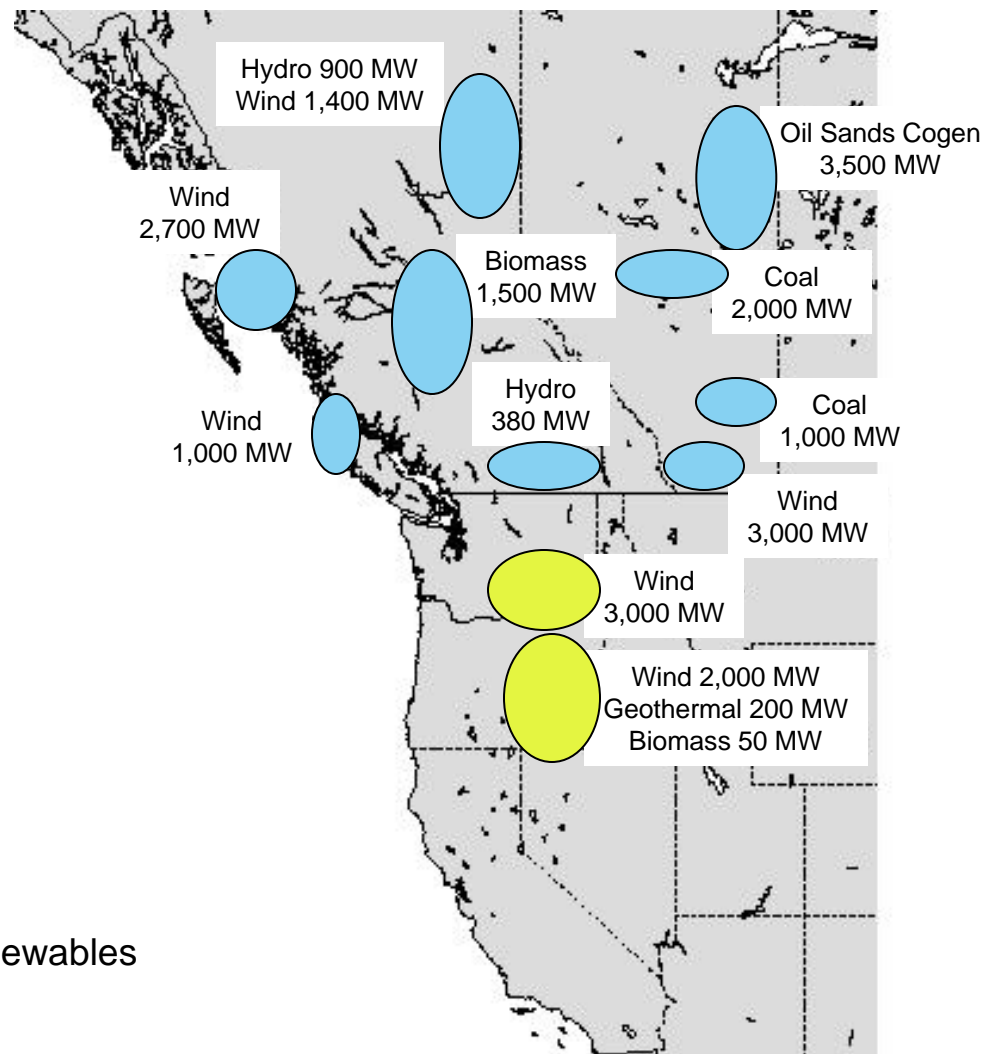 Hydro 900 MW
Wind 1,400 MW
Oil Sands Cogen
3,500 MW
Wind
2,700 MW
Biomass
1,500 MW
Coal
2,000 MW
Hydro
380 MW
Coal
1,000 MW
Wind
1,000 MW
Wind
3,000 MW
Wind
3,000 MW
Wind 2,000 MW
Geothermal 200 MW
Biomass 50 MW
ewables